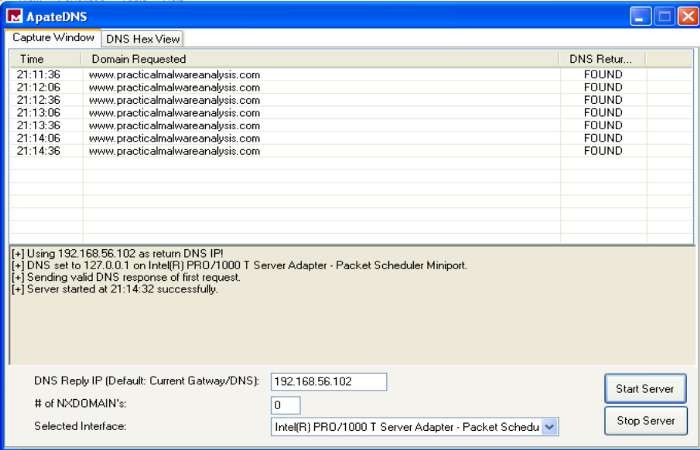 ApateDNS
Capture Window DNS Hex View
Time Domain Requested DNS Retur...
21:11:36 www.practicalmalwareanalysis.com FOUND
21:12:06 www.practicalmalwareanalysis.com FOUND
21:12:36 www.practicalmalwareanalysis.com FOUND
21:13:06 www.practicalmalwareanalysis.com FOUND
21:13:36 www.practicalmalwareanalysis.com FOUND
21:14:06 www.practicalmalwareanalysis.com FOUND
21:14:36 www.practicalmalwareanalysis.com FOUND
[+] Using 192.168.56.102 as return DNS IP!
[+] DNS set to 127.0.0.1 on Intel(R) PRO/1000 T Server Adapter - Packet Scheduler Miniport.
[+] Sending valid DNS response of first request.
[+] Server started at 21:14:32 successfully.
DNS Reply IP (Default: Current Gatway/DNS): 192.168.56.102
Start Server
# of NXDOMAIN's: 0
Stop Server
Selected Interface: Intel(R) PRO/1000 T Server Adapter - Packet Schedu